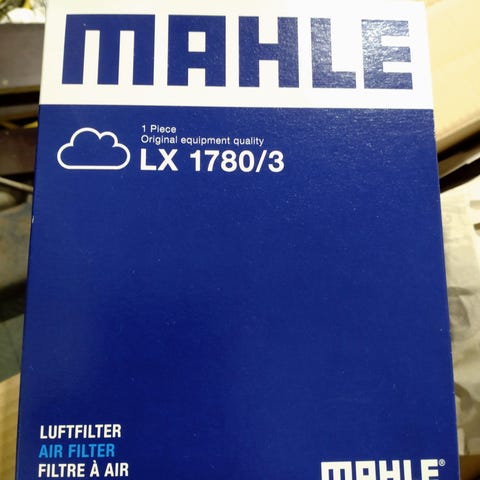 MAHLE
1 Piece
Original equipment quality
LX 1780/3
LUFTFILTER
AIR FILTER
FILTRE À AIR
MAHLE®